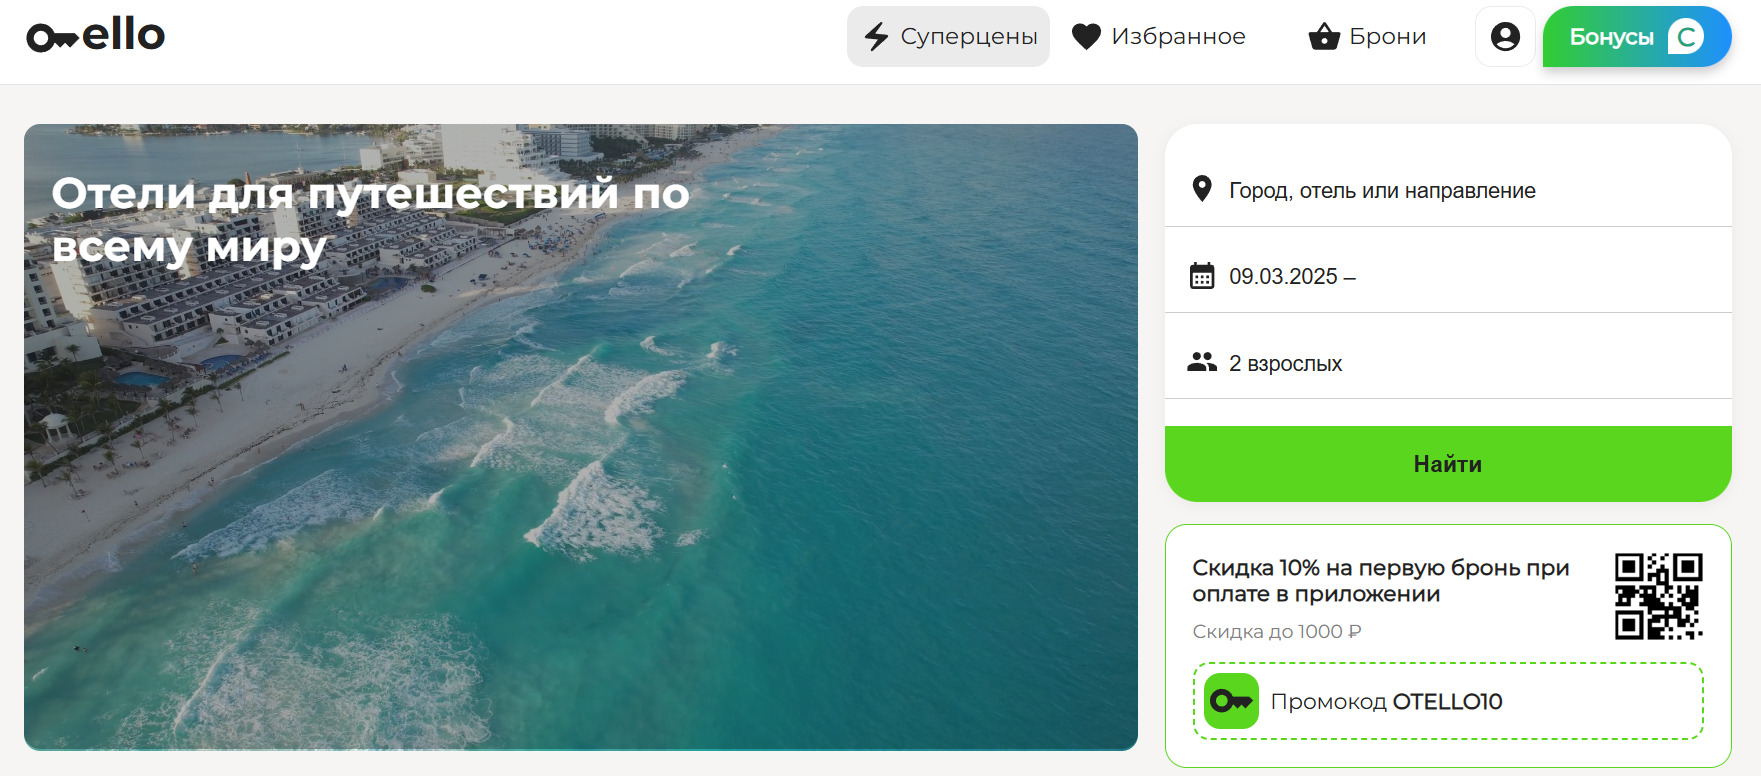 ello
Суперцены
Избранное
Брони
Бонусы
Отели для путешествий по
всему миру
Город, отель или направление
09.03.2025 –
2 взрослых
Найти
Скидка 10% на первую бронь при
оплате в приложении
Скидка до 1000 ₽
Промокод OTELLO10